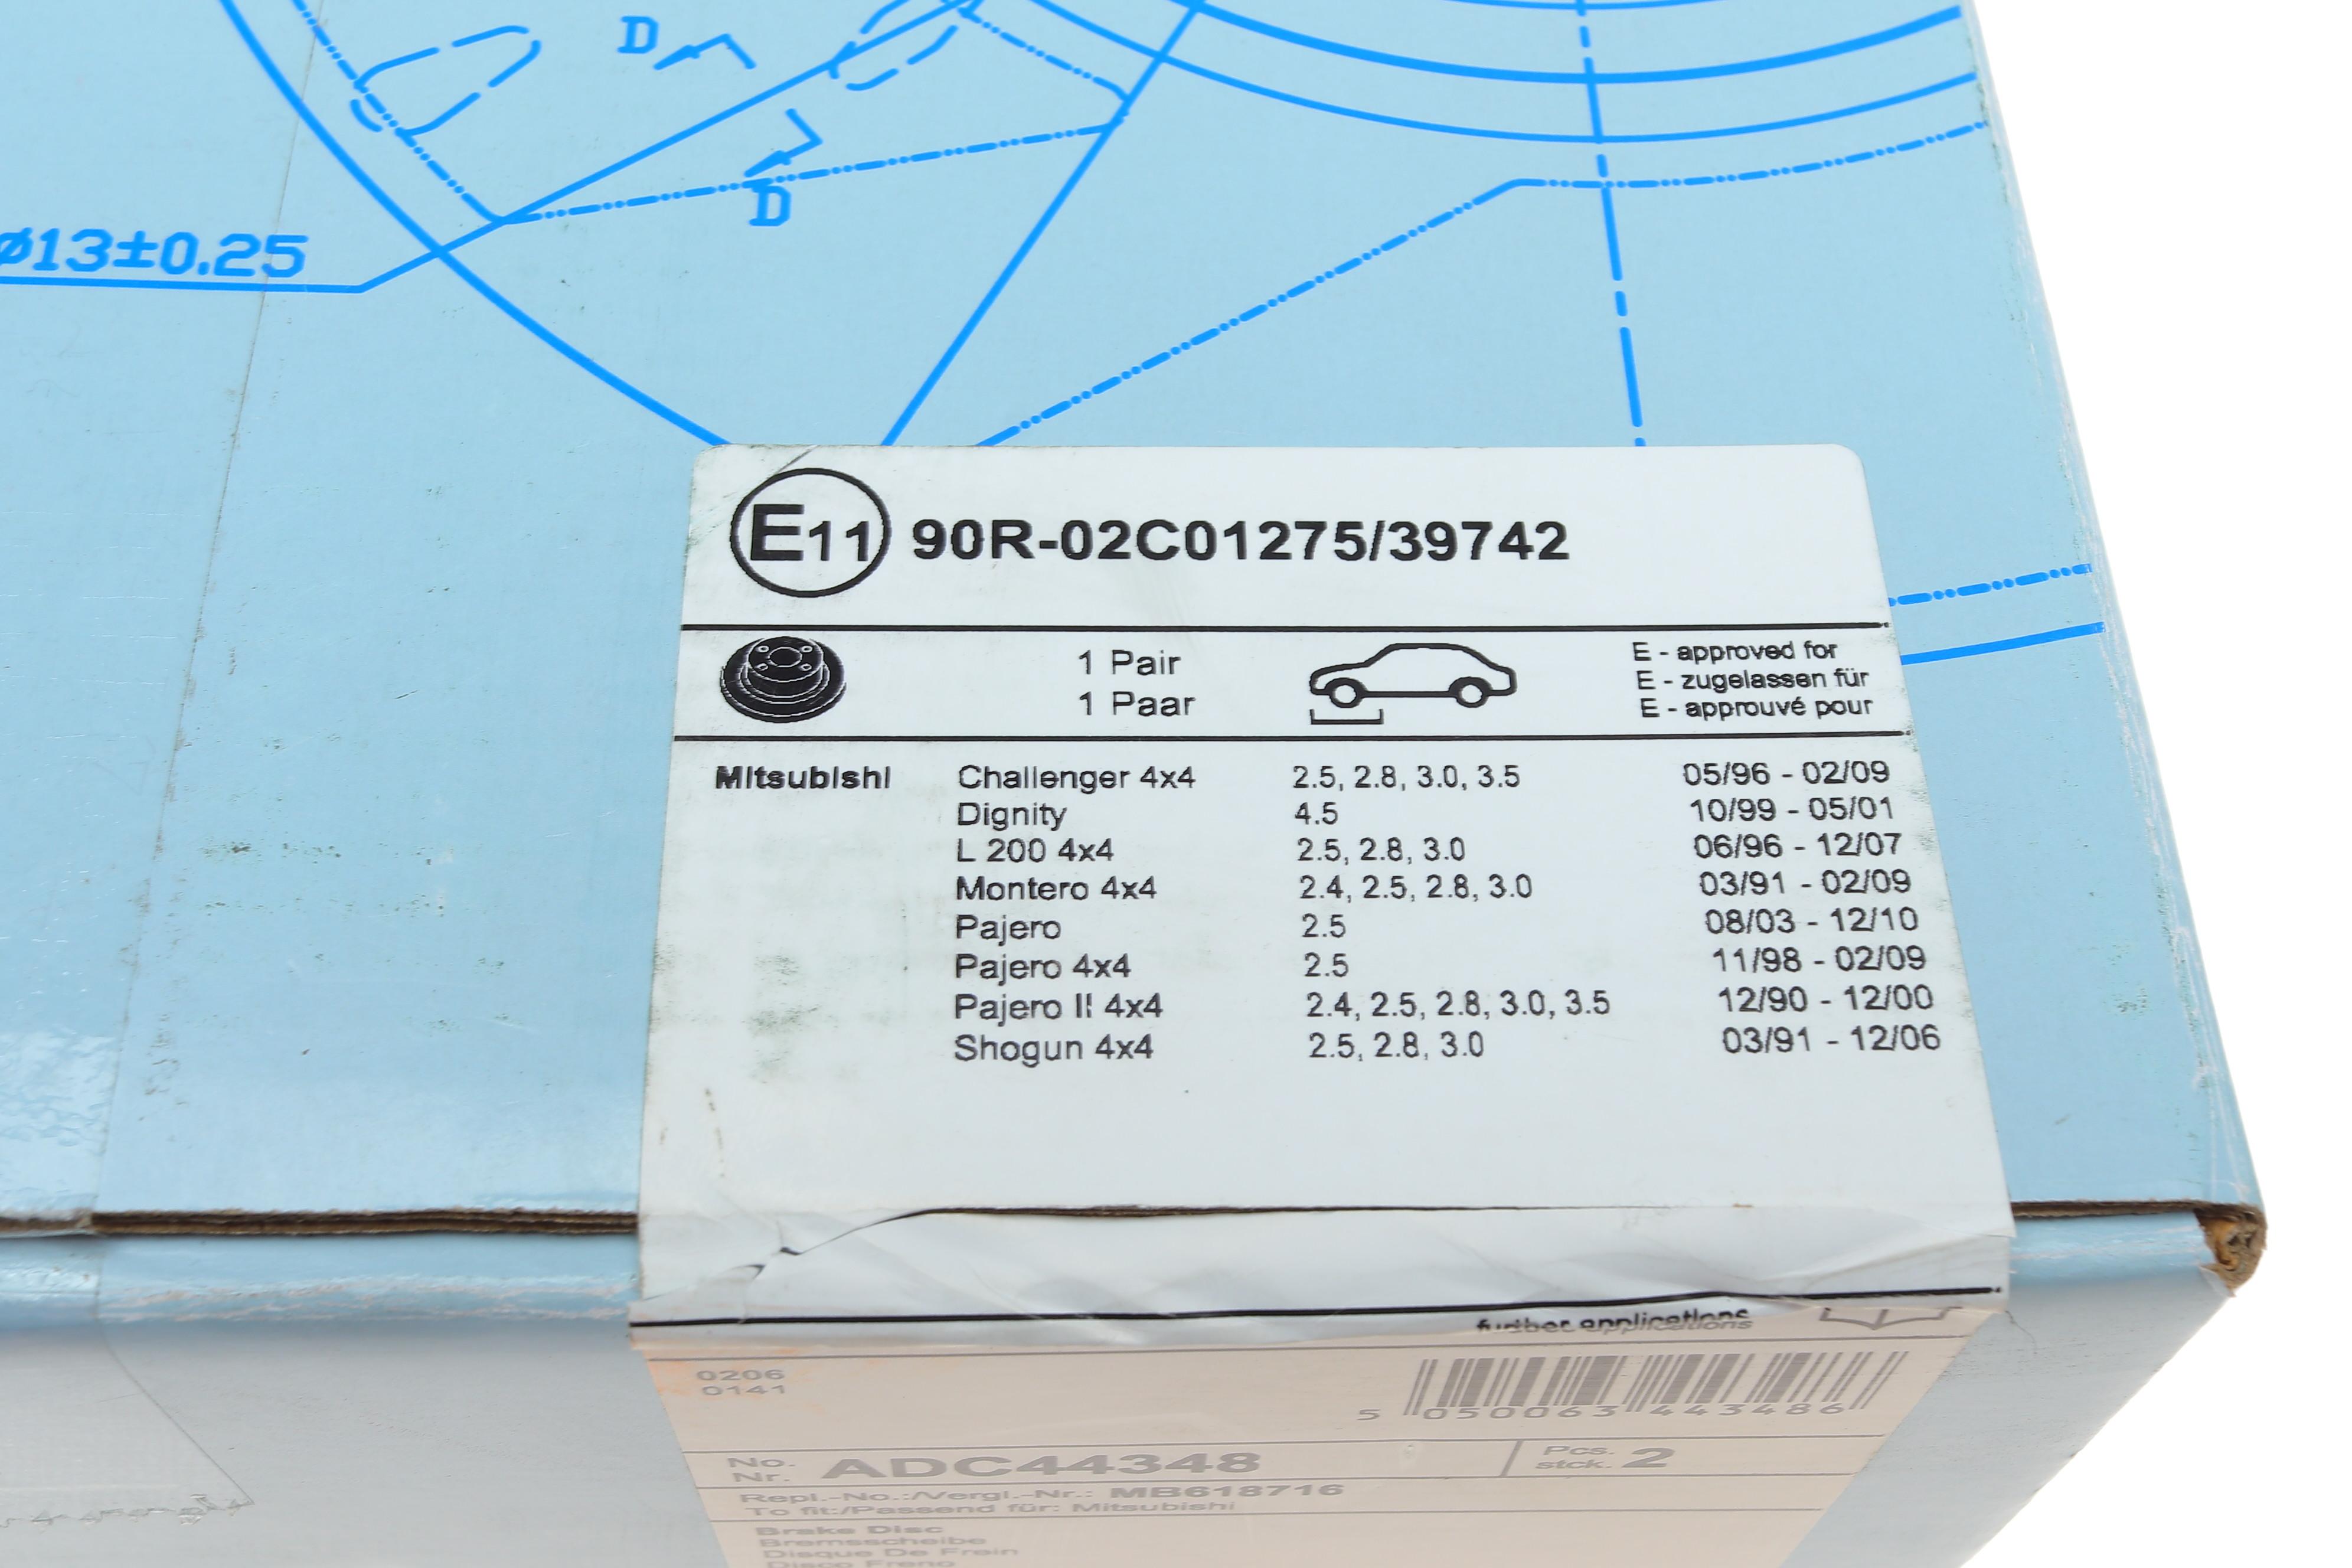 D
D
ø13±0.25
E11 90R-02C01275/39742
1 Pair
1 Paar
E - approved for
E - zugelassen für
E - approuvé pour
Mitsubishi Challenger 4x4 2.5, 2.8, 3.0, 3.5 05/96 - 02/09
Dignity 4.5 10/99 - 05/01
L 200 4x4 2.5, 2.8, 3.0 06/96 - 12/07
Montero 4x4 2.4, 2.5, 2.8, 3.0 03/91 - 02/09
Pajero 2.5 08/03 - 12/10
Pajero 4x4 2.5 11/98 - 02/09
Pajero II 4x4 2.4, 2.5, 2.8, 3.0, 3.5 12/90 - 12/00
Shogun 4x4 2.5, 2.8, 3.0 03/91 - 12/06
further applications
0206
0141
5 050063 443486
No.
Nr. ADC44348
Pcs.
stck. 2
Repl.-No.:/Vergl.-Nr.: MB618716
To fit:/Passend für: Mitsubishi
Brake Disc
Bremsscheibe
Disque De Frein
Disco Freno